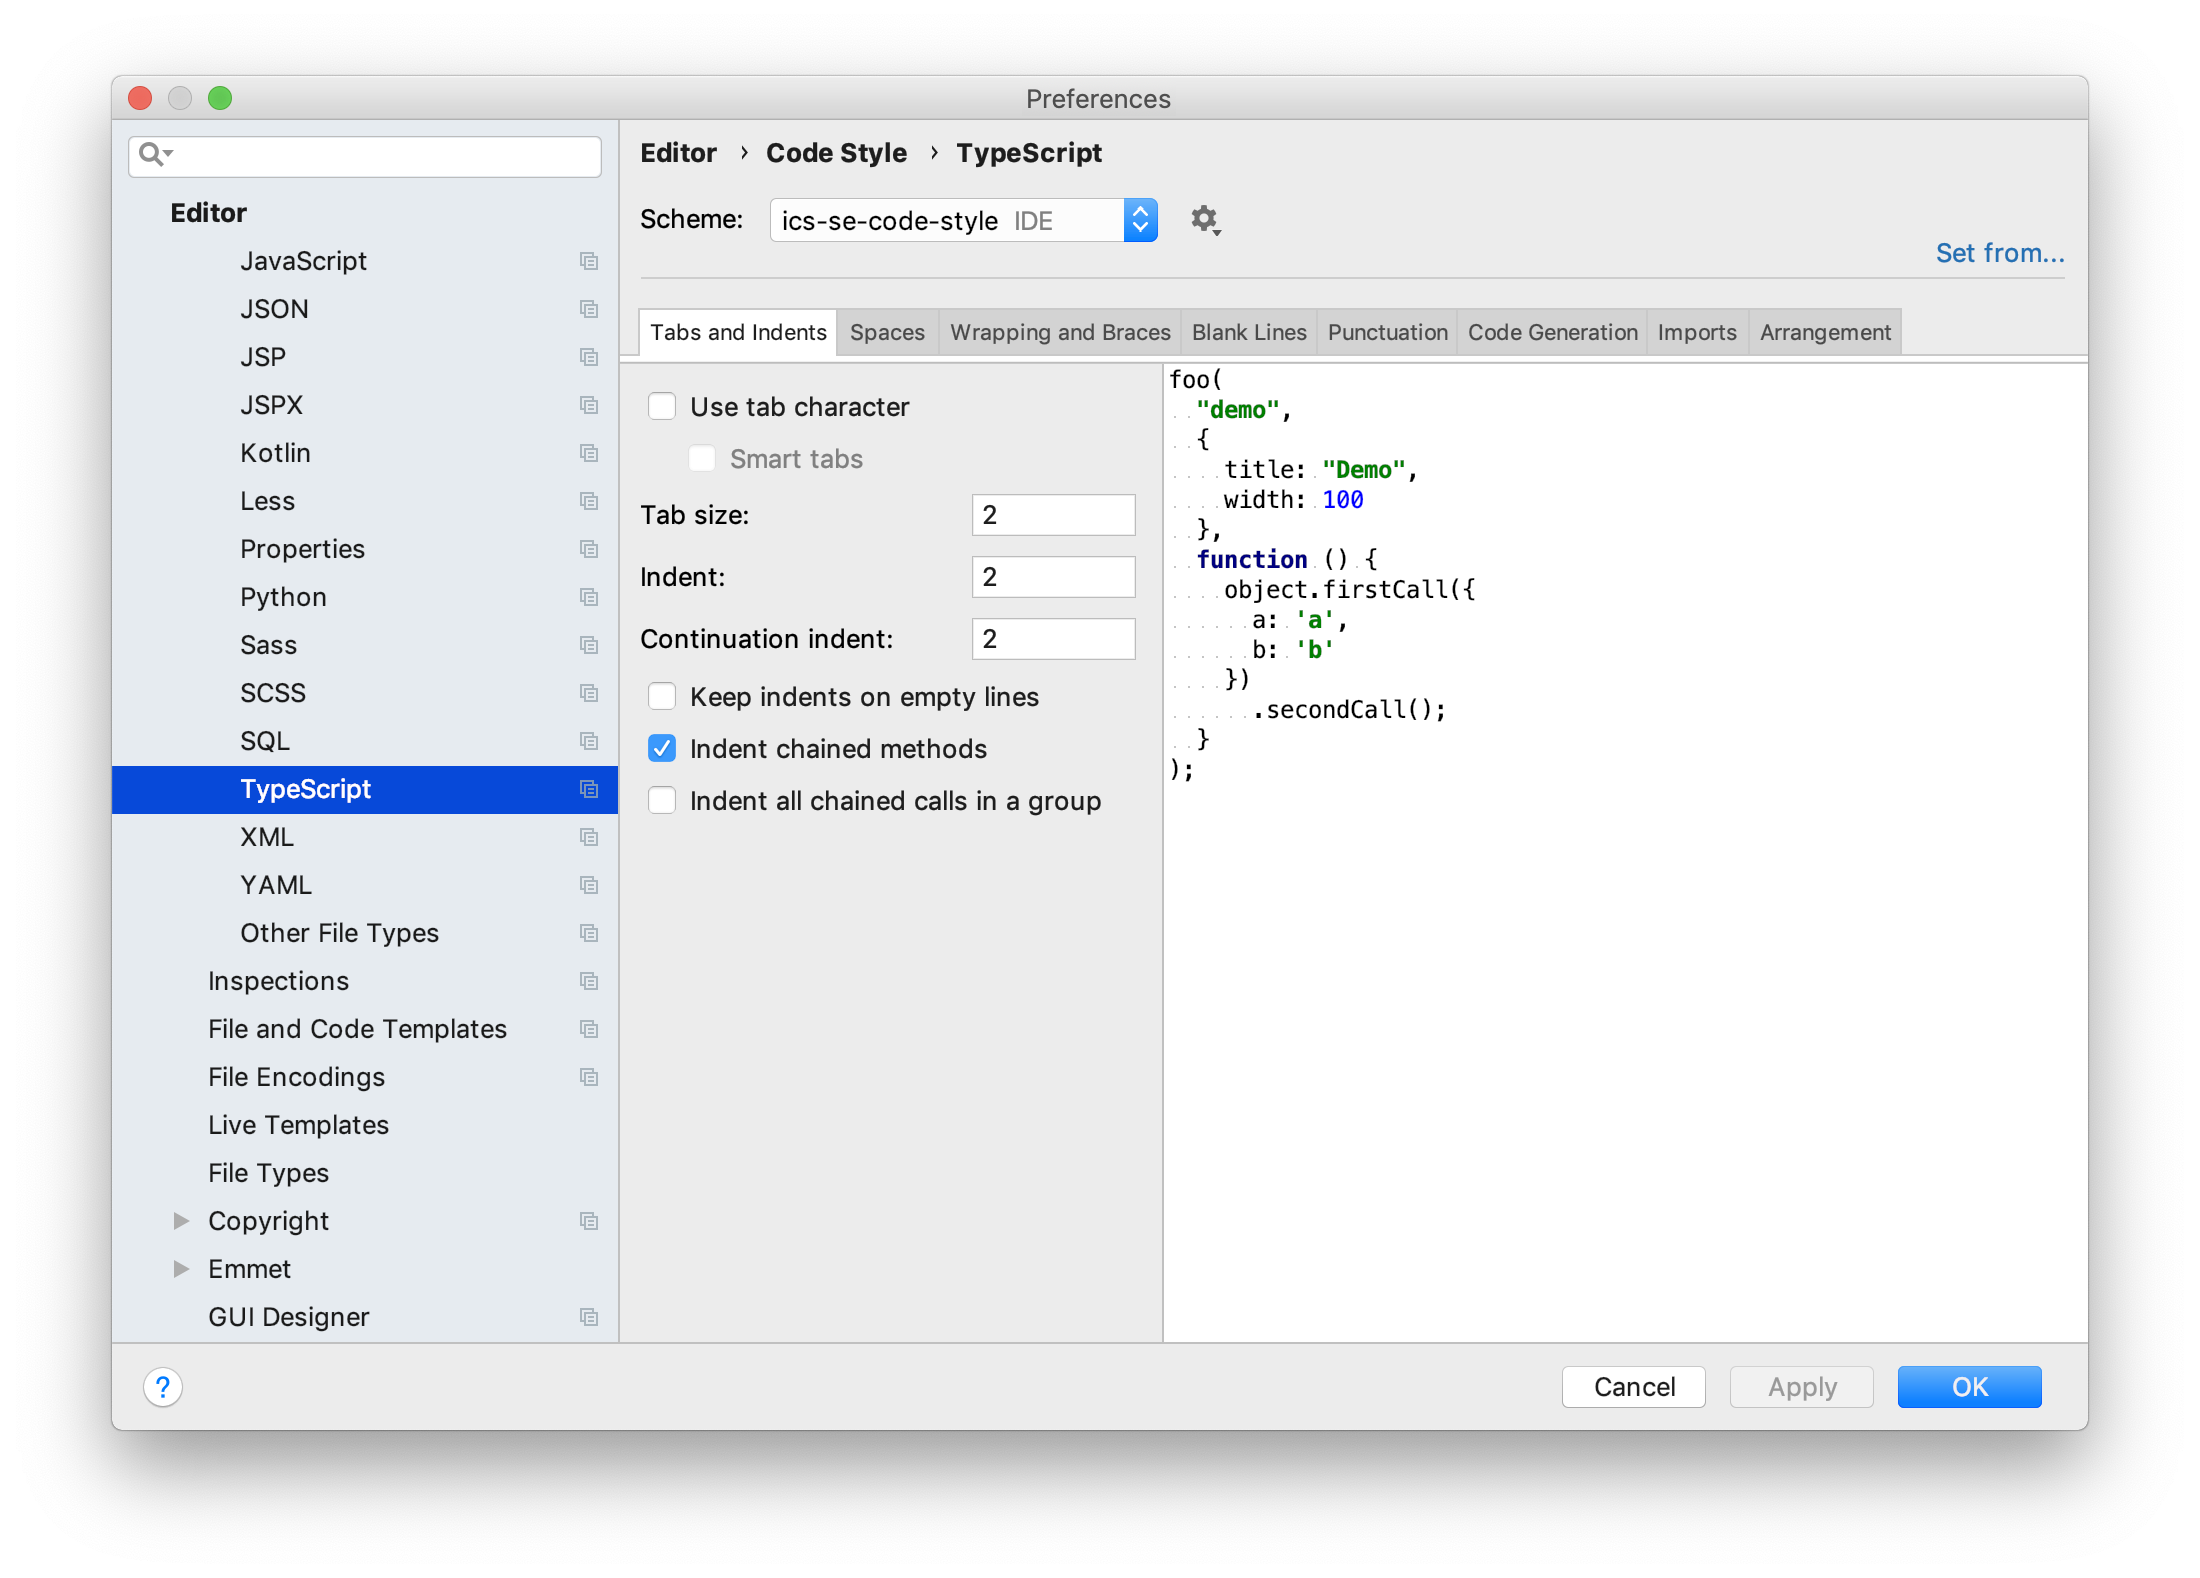 Preferences
Editor
JavaScript
JSON
JSP
JSPX
Kotlin
Less
Properties
Python
Sass
SCSS
SQL
TypeScript
XML
YAML
Other File Types
Inspections
File and Code Templates
File Encodings
Live Templates
File Types
Copyright
Emmet
GUI Designer
Editor › Code Style › TypeScript
Scheme: ics-se-code-style IDE
Set from...
Tabs and Indents Spaces Wrapping and Braces Blank Lines Punctuation Code Generation Imports Arrangement
Use tab character
Smart tabs
Tab size: 2
Indent: 2
Continuation indent: 2
Keep indents on empty lines
Indent chained methods
Indent all chained calls in a group
foo(
  "demo",
  {
    title: "Demo",
    width: 100
  },
  function () {
    object.firstCall({
      a: 'a',
      b: 'b'
    })
      .secondCall();
  }
);
?
Cancel Apply OK